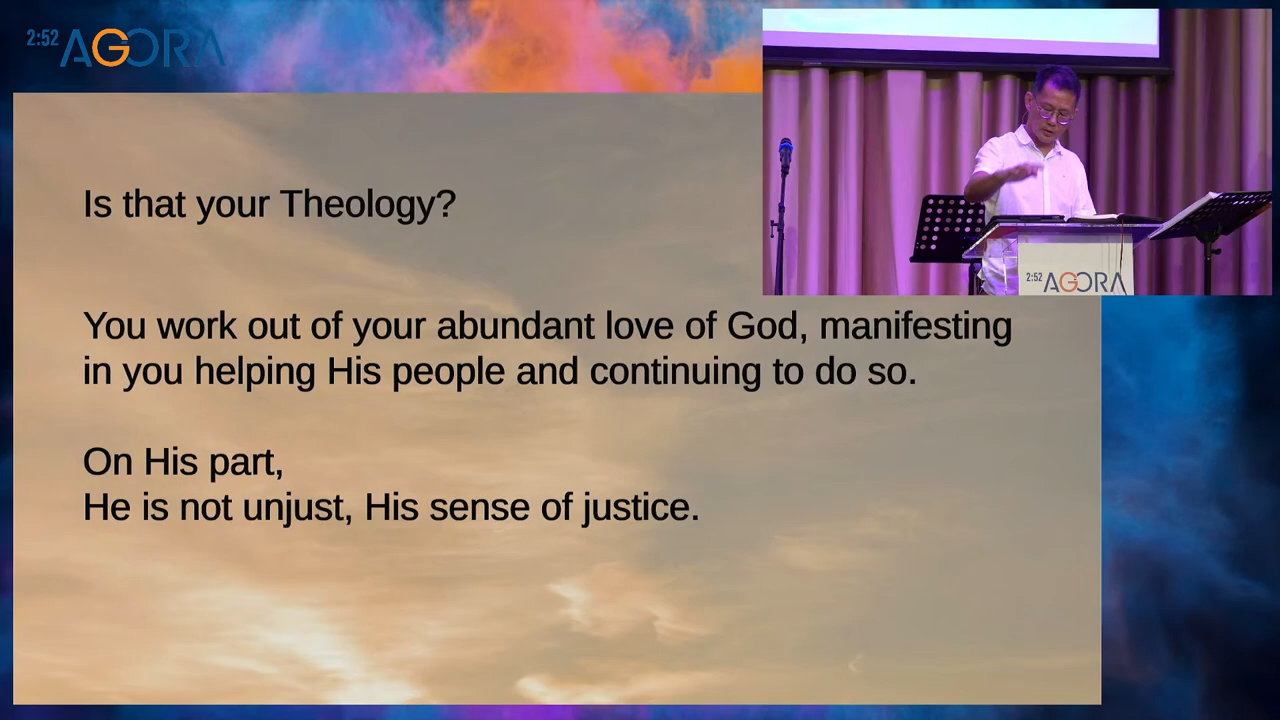 2:52 AGORA
Is that your Theology?
You work out of your abundant love of God, manifesting
in you helping His people and continuing to do so.
On His part,
He is not unjust, His sense of justice.
2:52 AGORA